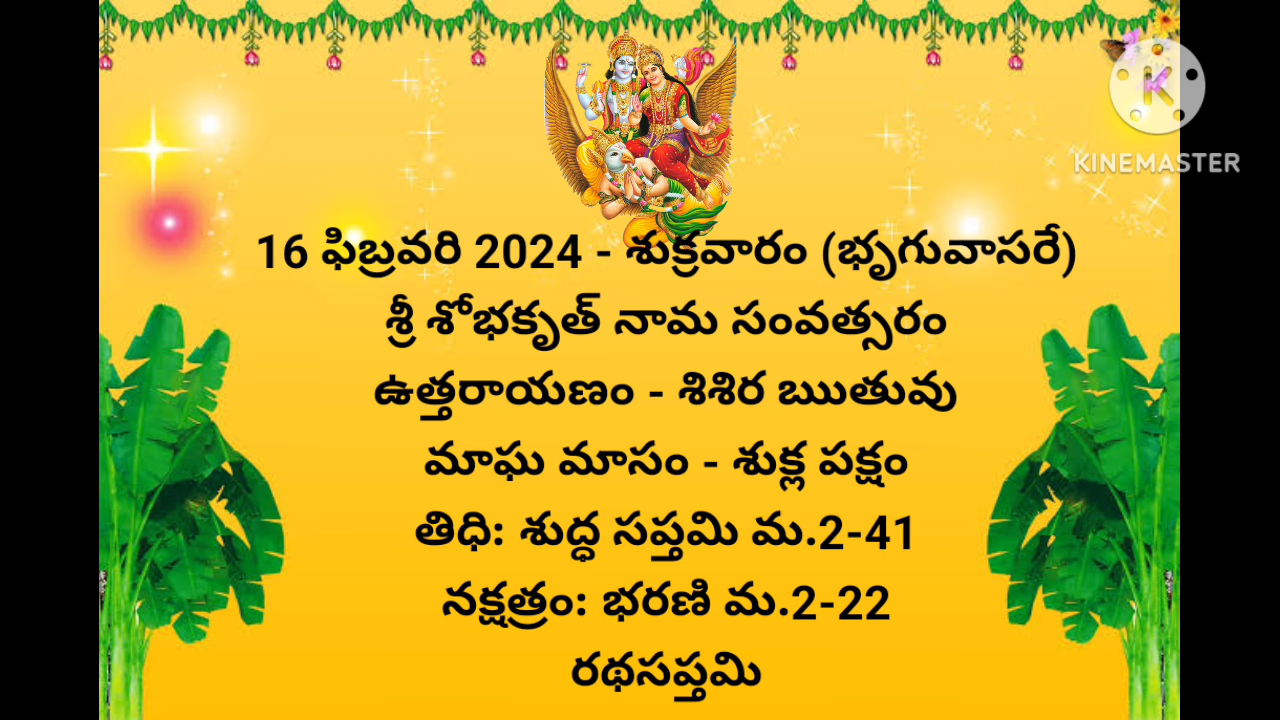 KINEMASTER
16 ఫిబ్రవరి 2024 - శుక్రవారం (భృగువాసరే)
శ్రీ శోభకృత్ నామ సంవత్సరం
ఉత్తరాయణం - శిశిర ఋతువు
మాఘ మాసం - శుక్ల పక్షం
తిధి: శుద్ధ సప్తమి మ.2-41
నక్షత్రం: భరణి మ.2-22
రథసప్తమి